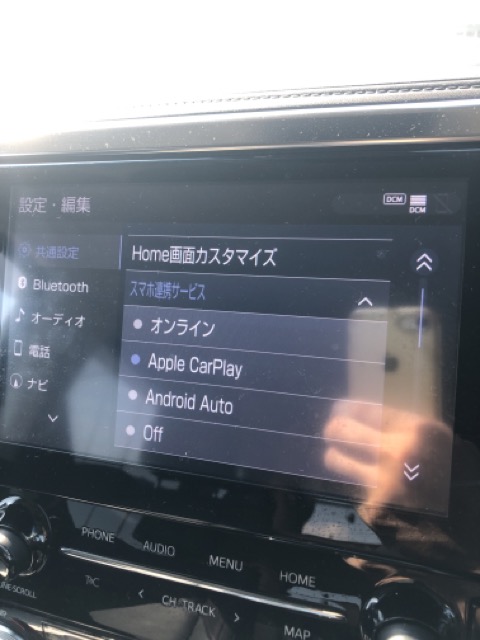 設定・編集
DCM
DCM
共通設定
Home画面カスタマイズ
Bluetooth
スマホ連携サービス
オーディオ
オンライン
電話
Apple CarPlay
ナビ
Android Auto
Off
PHONE
AUDIO
MENU
HOME
CH/TRACK
MAP